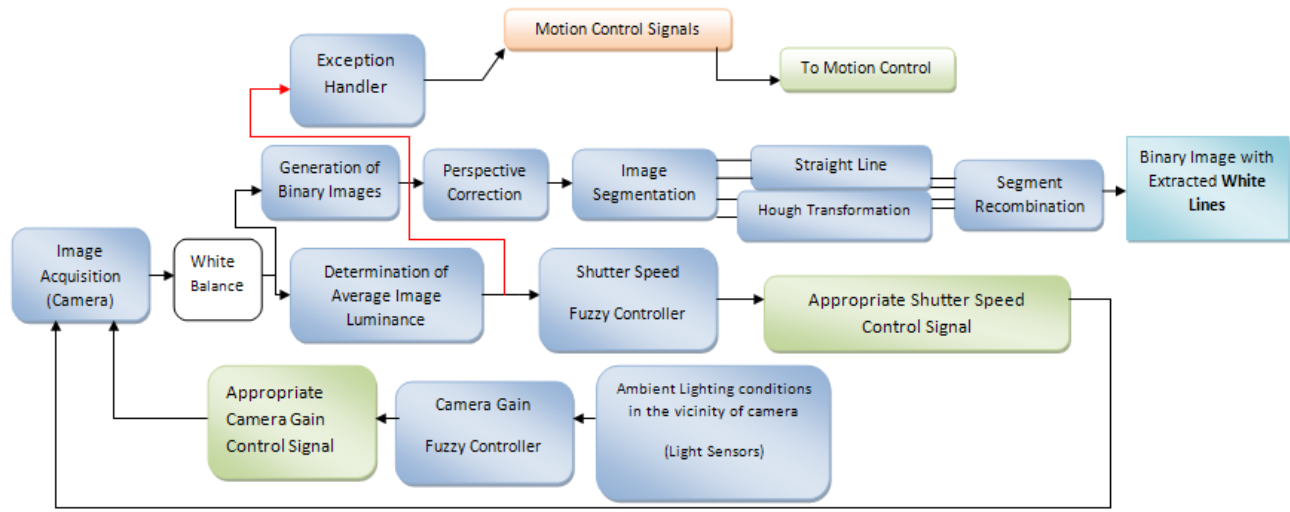 Motion Control Signals
Exception
Handler
To Motion Control
Generation of
Binary Images
Perspective
Correction
Image
Segmentation
Straight Line
Hough Transformation
Segment
Recombination
Binary Image with
Extracted White
Lines
Image
Acquisition
(Camera)
White
Balance
Determination of
Average Image
Luminance
Shutter Speed
Fuzzy Controller
Appropriate Shutter Speed
Control Signal
Appropriate
Camera Gain
Control Signal
Camera Gain
Fuzzy Controller
Ambient Lighting conditions
in the vicinity of camera
(Light Sensors)